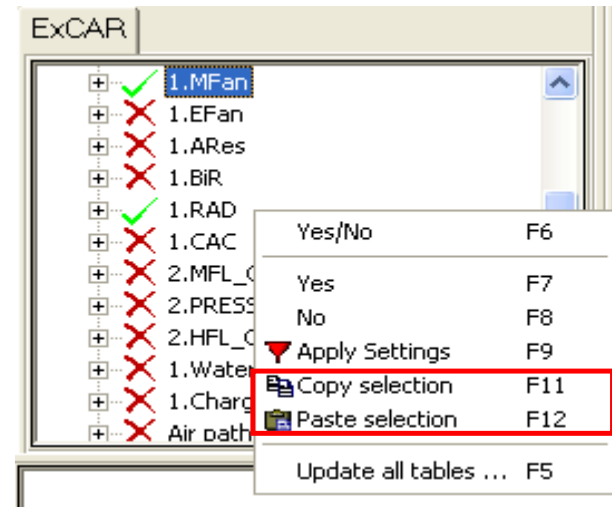 ExCAR
1.MFan
1.EFan
1.ARes
1.BiR
1.RAD
1.CAC
2.MFL_
2.PRESS
2.HFL_
1.Water
1.Charg
Air path
Yes/No F6
Yes F7
No F8
Apply Settings F9
Copy selection F11
Paste selection F12
Update all tables ... F5